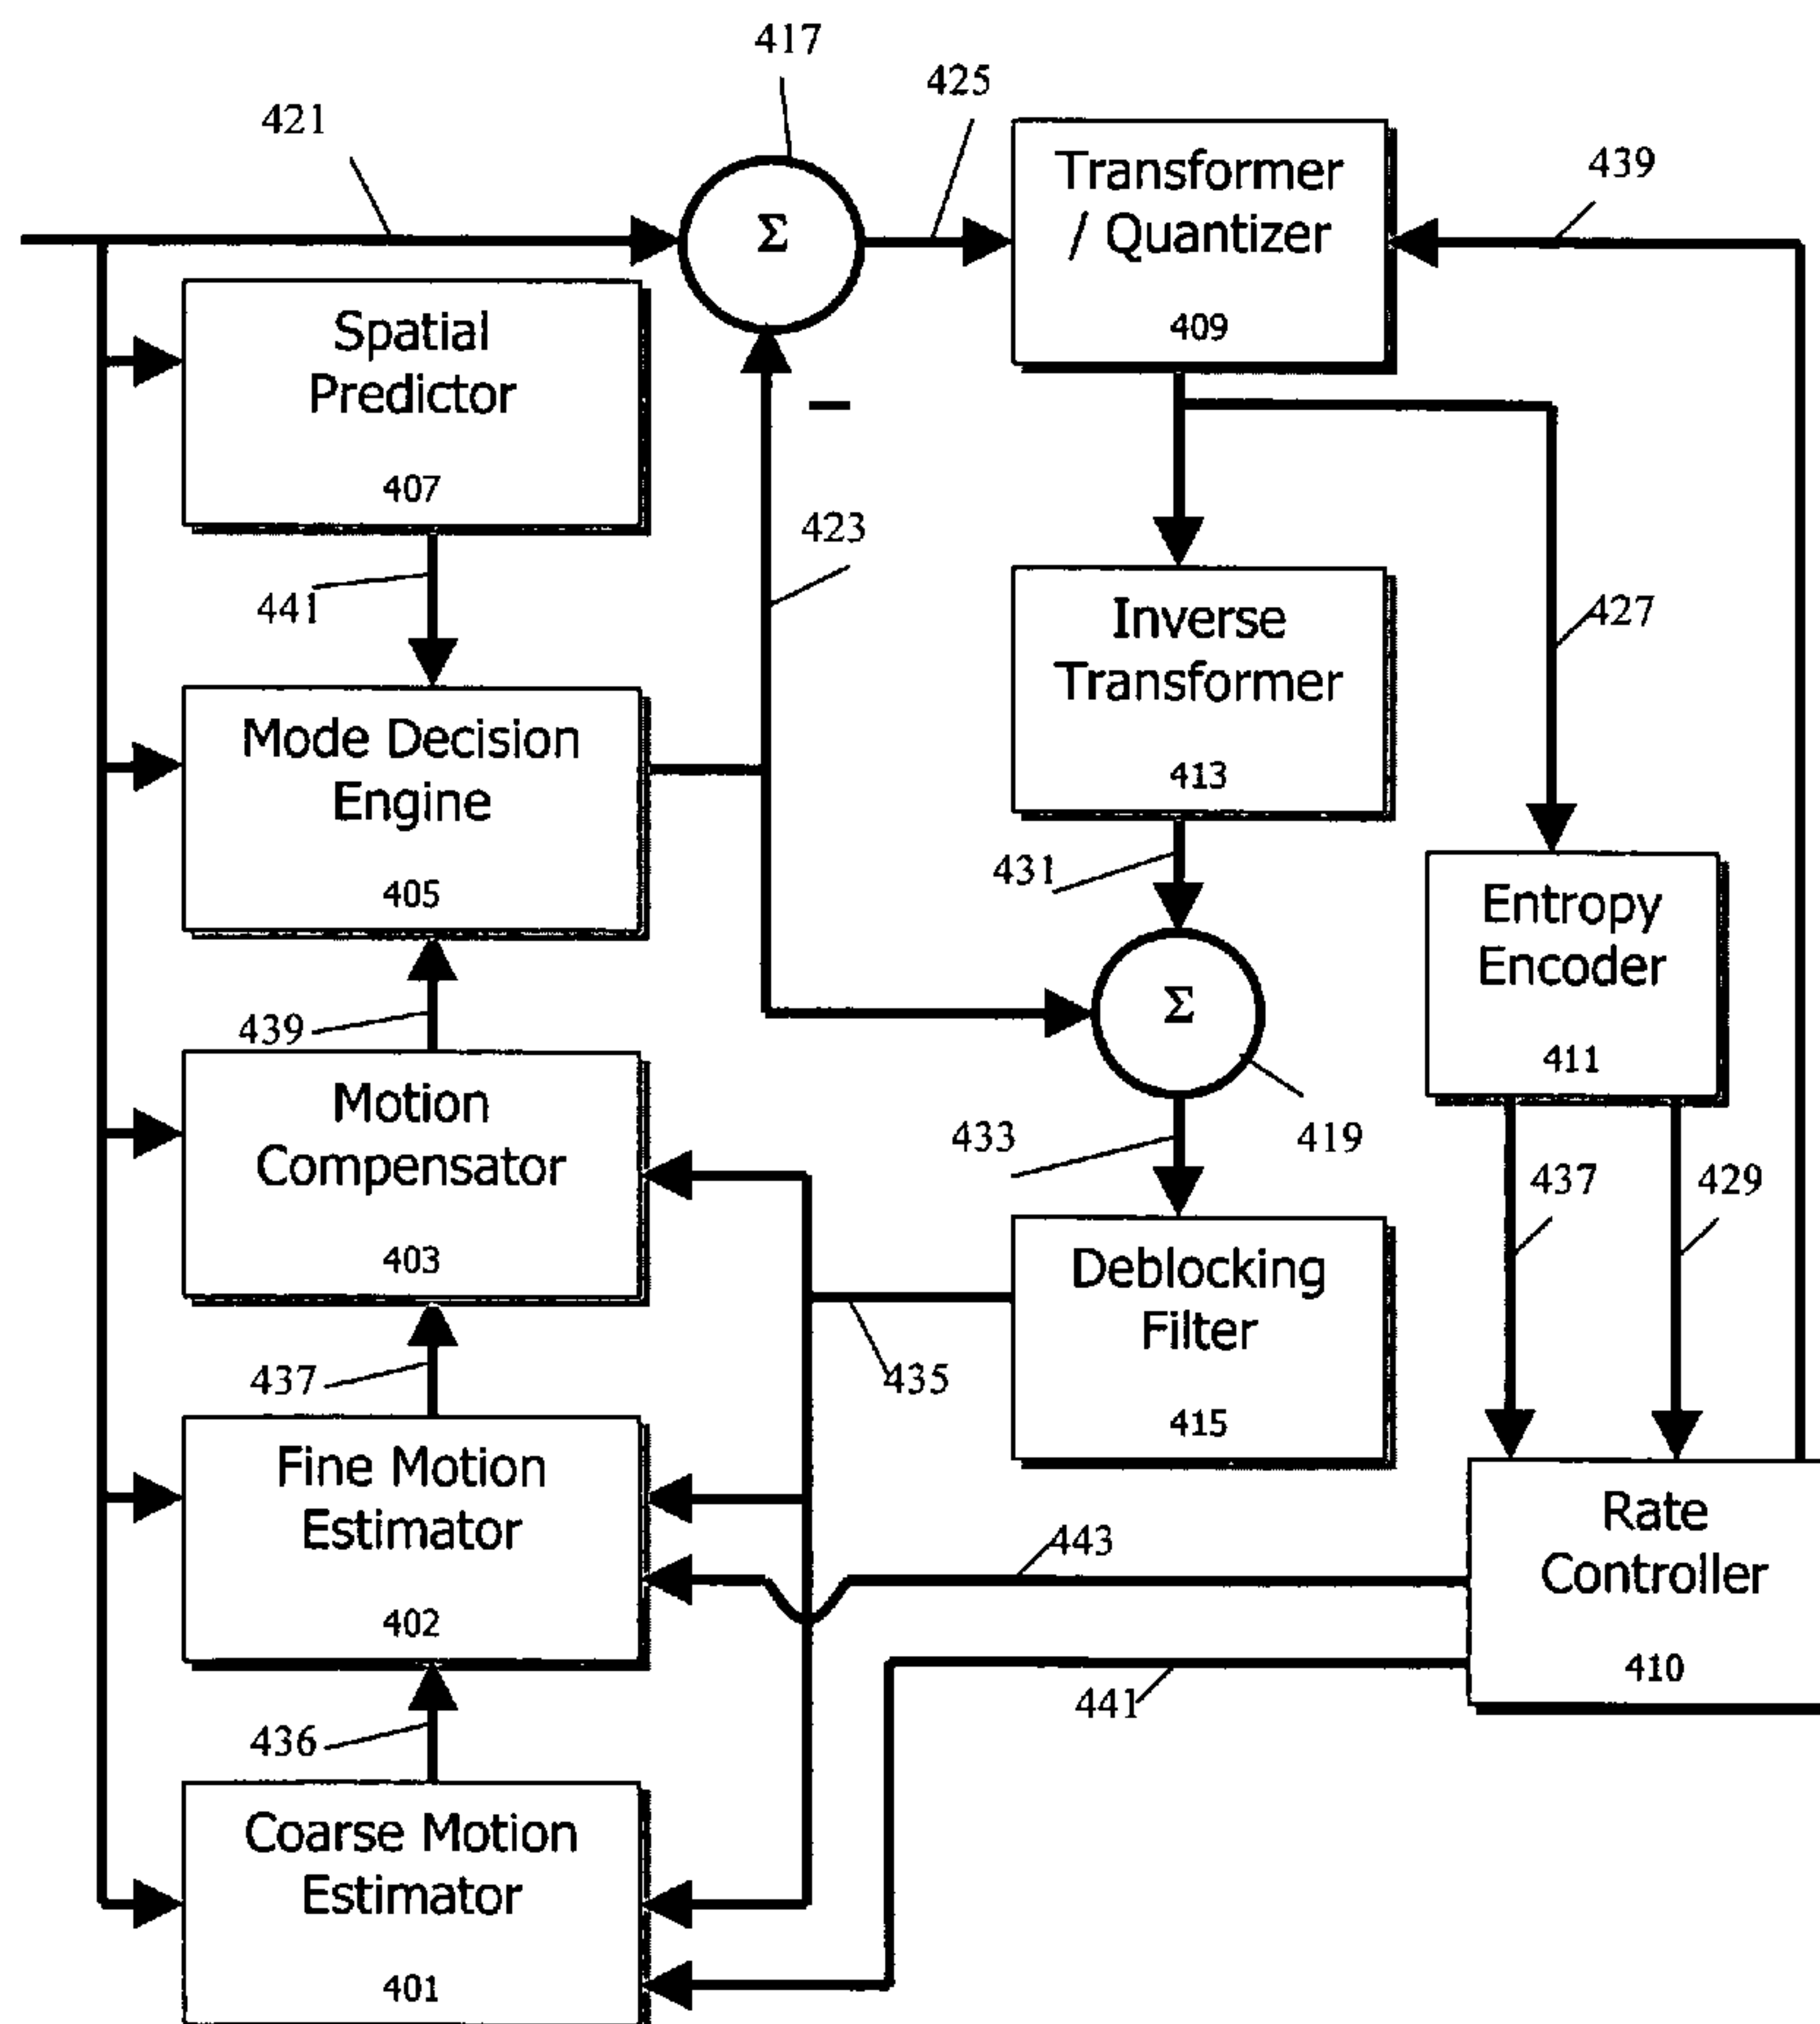 417
425
421
439
Σ
Transformer
/ Quantizer
409
Spatial
Predictor
407
–
423
441
427
Inverse
Transformer
413
Mode Decision
Engine
405
431
Entropy
Encoder
411
Σ
439
419
433
437
429
Motion
Compensator
403
Deblocking
Filter
415
435
437
Fine Motion
Estimator
402
443
Rate
Controller
410
441
436
Coarse Motion
Estimator
401